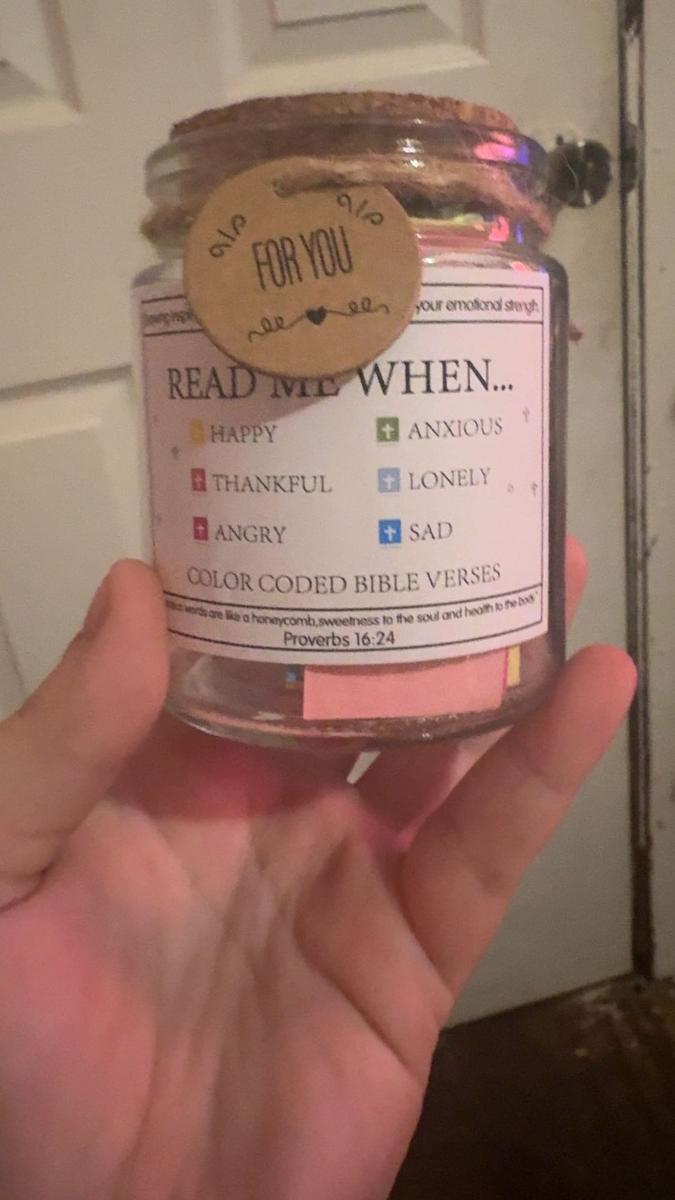 FOR YOU
your emotional strengh.
READ ME WHEN...
HAPPY
ANXIOUS
THANKFUL
LONELY
ANGRY
SAD
COLOR CODED BIBLE VERSES
words are like a honeycomb,sweetness to the soul and health to the body"
Proverbs 16:24